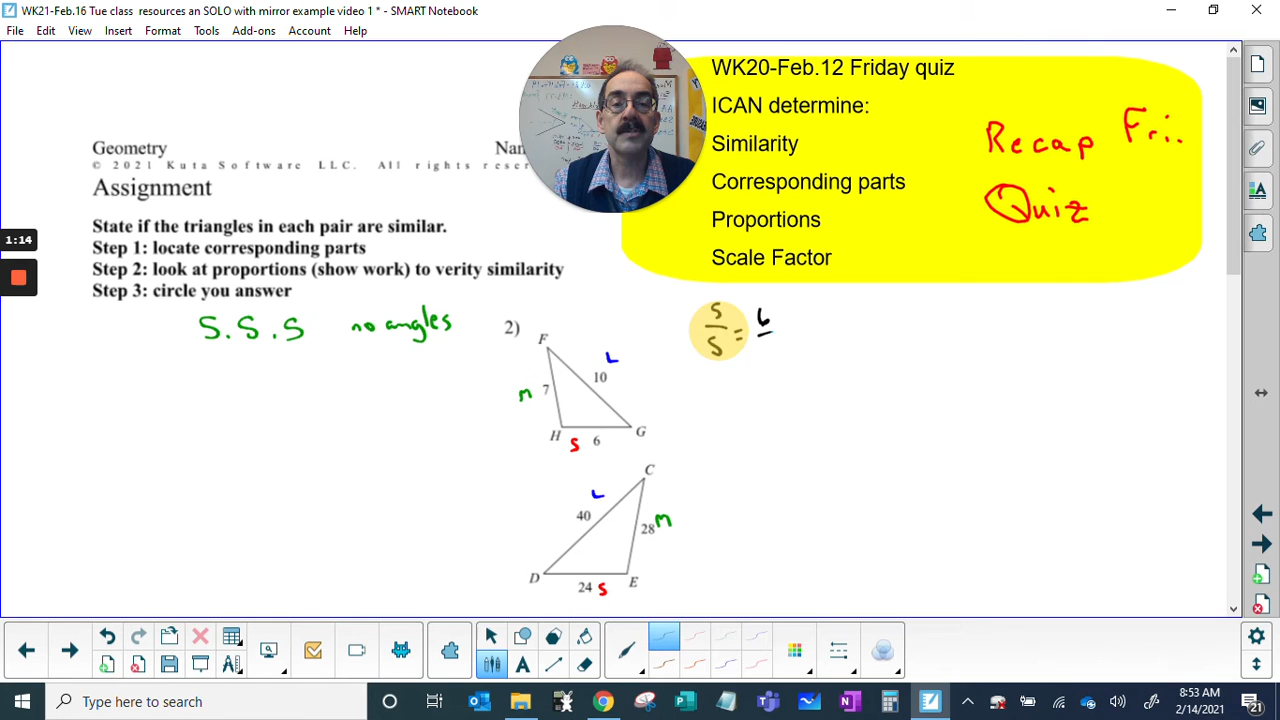 WK21-Feb.16 Tue class resources an SOLO with mirror example video 1 * - SMART Notebook
File Edit View Insert Format Tools Add-ons Account Help
WK20-Feb.12 Friday quiz
ICAN determine:
Similarity
Corresponding parts
Proportions
Scale Factor
Recap Fri.
Quiz
Geometry
Nam
© 2021 Kuta Software LLC. All rights reser
Assignment
State if the triangles in each pair are similar.
Step 1: locate corresponding parts
Step 2: look at proportions (show work) to verity similarity
Step 3: circle you answer
1:14
S.S.S no angles
2)
F
L
10
M 7
H
S 6
G
S
S
=
6
C
L
40
28 M
D
24 S
E
Type here to search
8:53 AM
2/14/2021
21